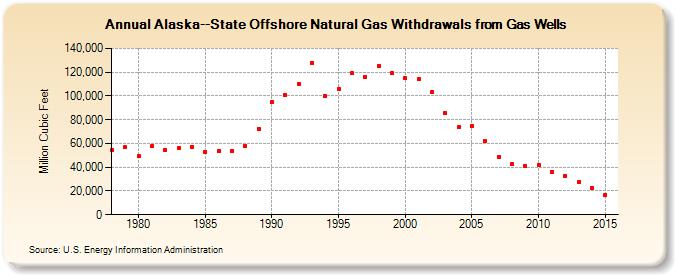 Annual Alaska--State Offshore Natural Gas Withdrawals from Gas Wells
Million Cubic Feet
140,000
120,000
100,000
80,000
60,000
40,000
20,000
0
1980 1985 1990 1995 2000 2005 2010 2015
Source: U.S. Energy Information Administration